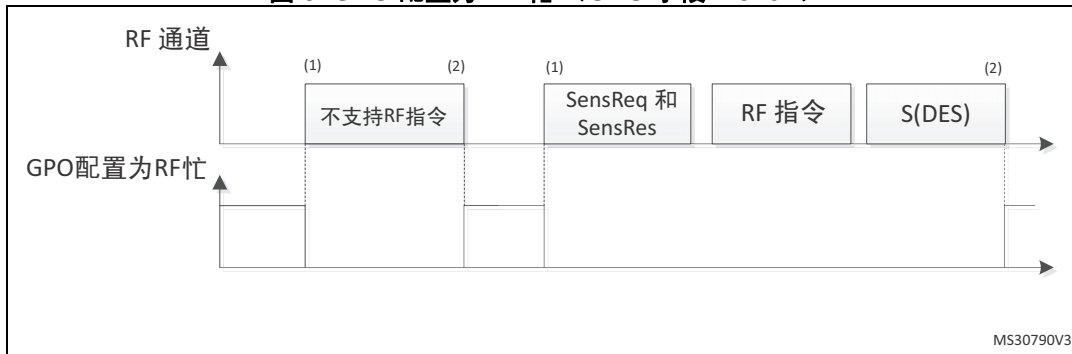 RF 通道
(1)
(2)
(1)
(2)
不支持RF指令
SensReq 和
SensRes
RF 指令
S(DES)
GPO配置为RF忙
MS30790V3